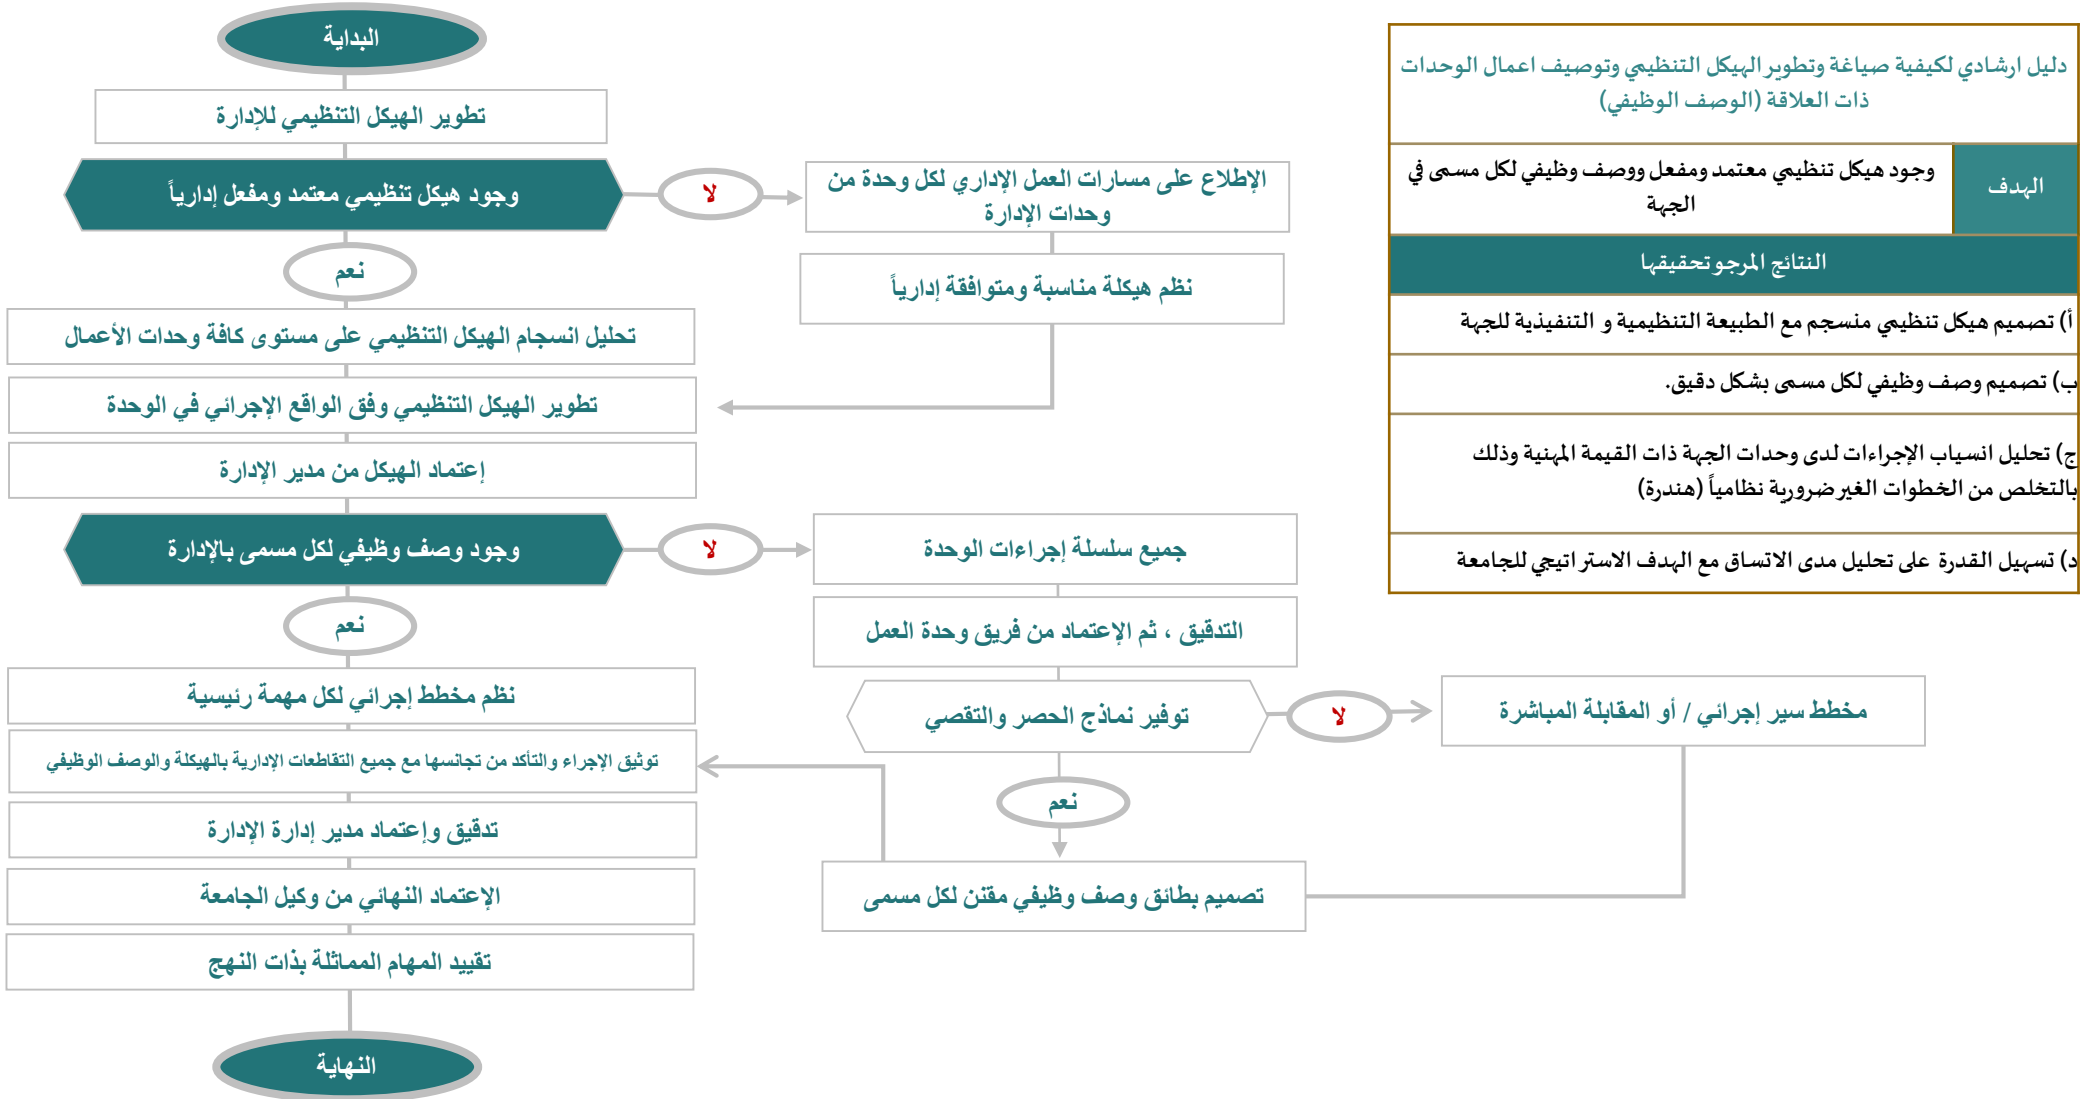 دليل ارشادي لكيفية صياغة وتطوير الهيكل التنظيمي وتوصيف اعمال الوحدات
ذات العلاقة (الوصف الوظيفي)
الهدف
وجود هيكل تنظيمي معتمد ومفعل ووصف وظيفي لكل مسمى في
الجهة
النتائج المرجو تحقيقها
أ) تصميم هيكل تنظيمي منسجم مع الطبيعة التنظيمية و التنفيذية للجهة
ب) تصميم وصف وظيفي لكل مسمى بشكل دقيق.
ج) تحليل انسياب الإجراءات لدى وحدات الجهة ذات القيمة المهنية وذلك
بالتخلص من الخطوات الغير ضرورية نظامياً (هندرة)
د) تسهيل القدرة على تحليل مدى الاتساق مع الهدف الاستراتيجي للجامعة
البداية
تطوير الهيكل التنظيمي للإدارة
وجود هيكل تنظيمي معتمد ومفعل إدارياً
لا
الإطلاع على مسارات العمل الإداري لكل وحدة من
وحدات الإدارة
نظم هيكلة مناسبة ومتوافقة إدارياً
نعم
تحليل انسجام الهيكل التنظيمي على مستوى كافة وحدات الأعمال
تطوير الهيكل التنظيمي وفق الواقع الإجرائي في الوحدة
إعتماد الهيكل من مدير الإدارة
وجود وصف وظيفي لكل مسمى بالإدارة
لا
جميع سلسلة إجراءات الوحدة
التدقيق ، ثم الإعتماد من فريق وحدة العمل
توفير نماذج الحصر والتقصي
لا
مخطط سير إجرائي / أو المقابلة المباشرة
نعم
تصميم بطائق وصف وظيفي مقنن لكل مسمى
نعم
نظم مخطط إجرائي لكل مهمة رئيسية
توثيق الإجراء والتأكد من تجانسها مع جميع التقاطعات الإدارية بالهيكلة والوصف الوظيفي
تدقيق وإعتماد مدير إدارة الإدارة
الإعتماد النهائي من وكيل الجامعة
تقييد المهام المماثلة بذات النهج
النهاية